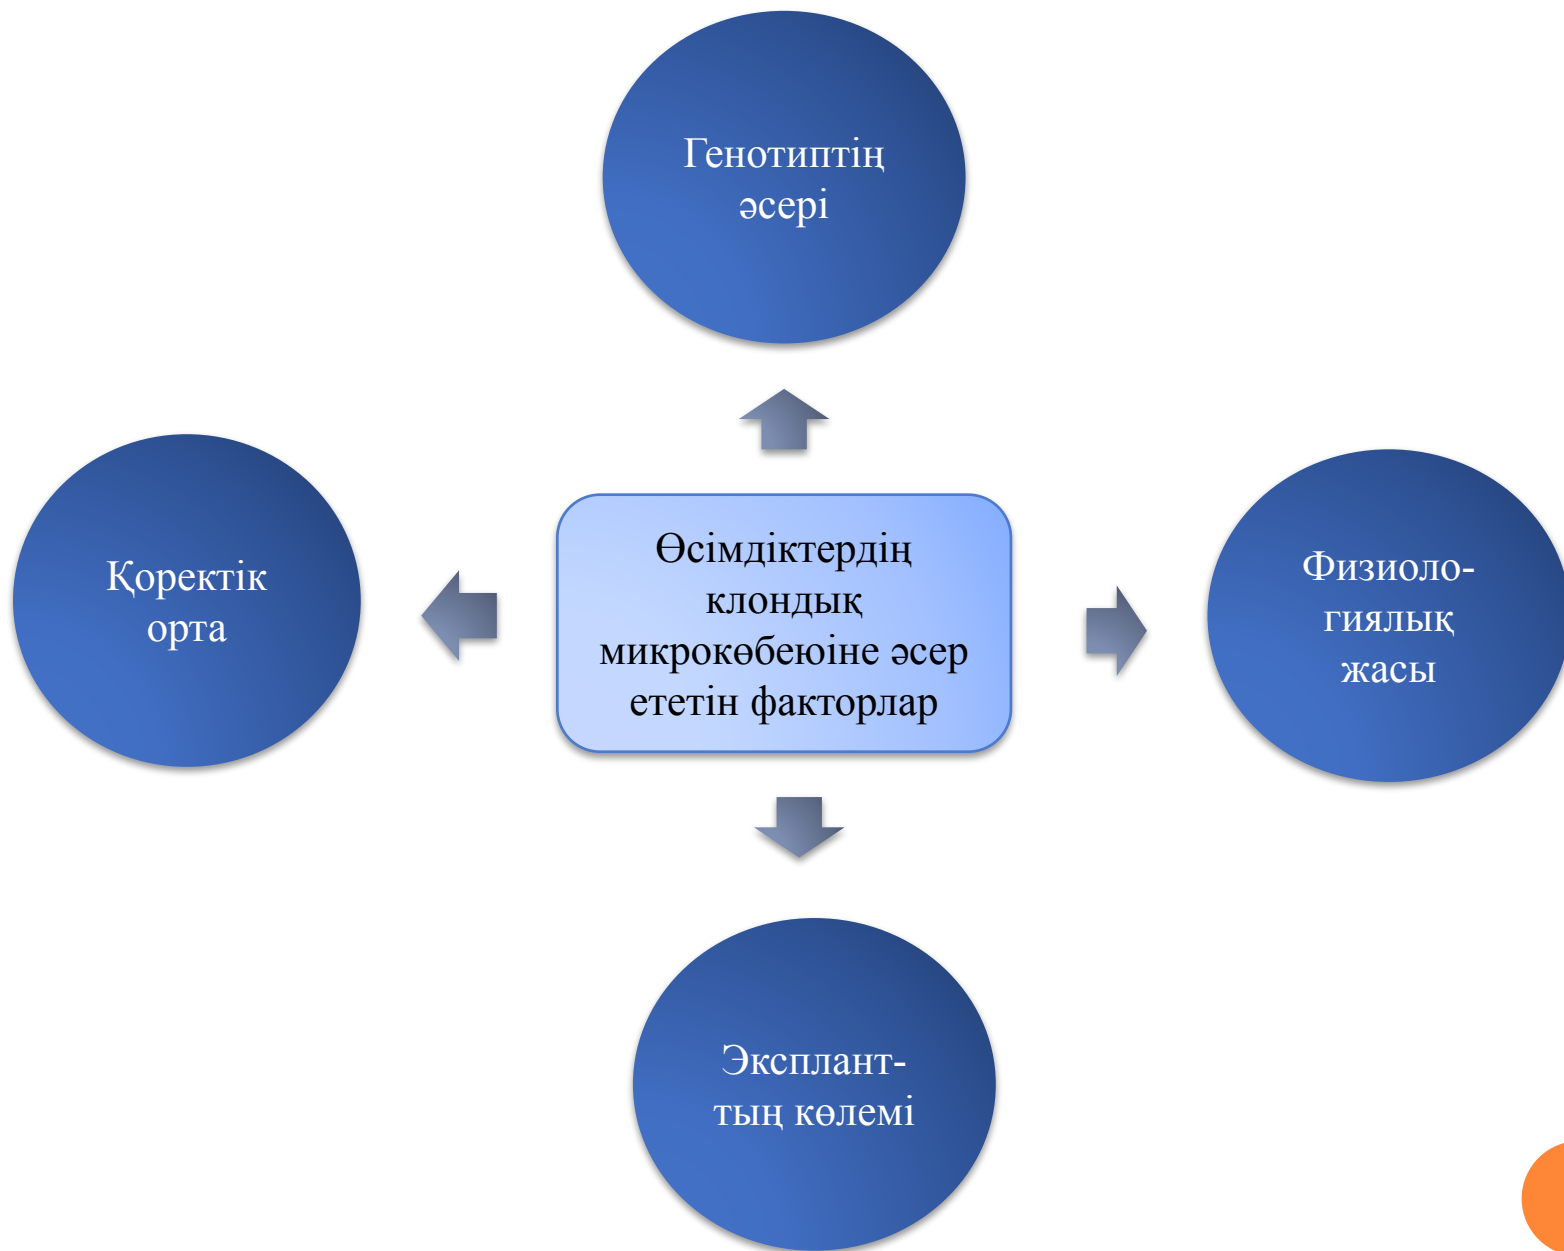 Генотиптің
әсері
Қоректік
орта
Өсімдіктердің
клондық
микрокөбеюіне әсер
ететін факторлар
Физиоло-
гиялық
жасы
Эксплант-
тың көлемі